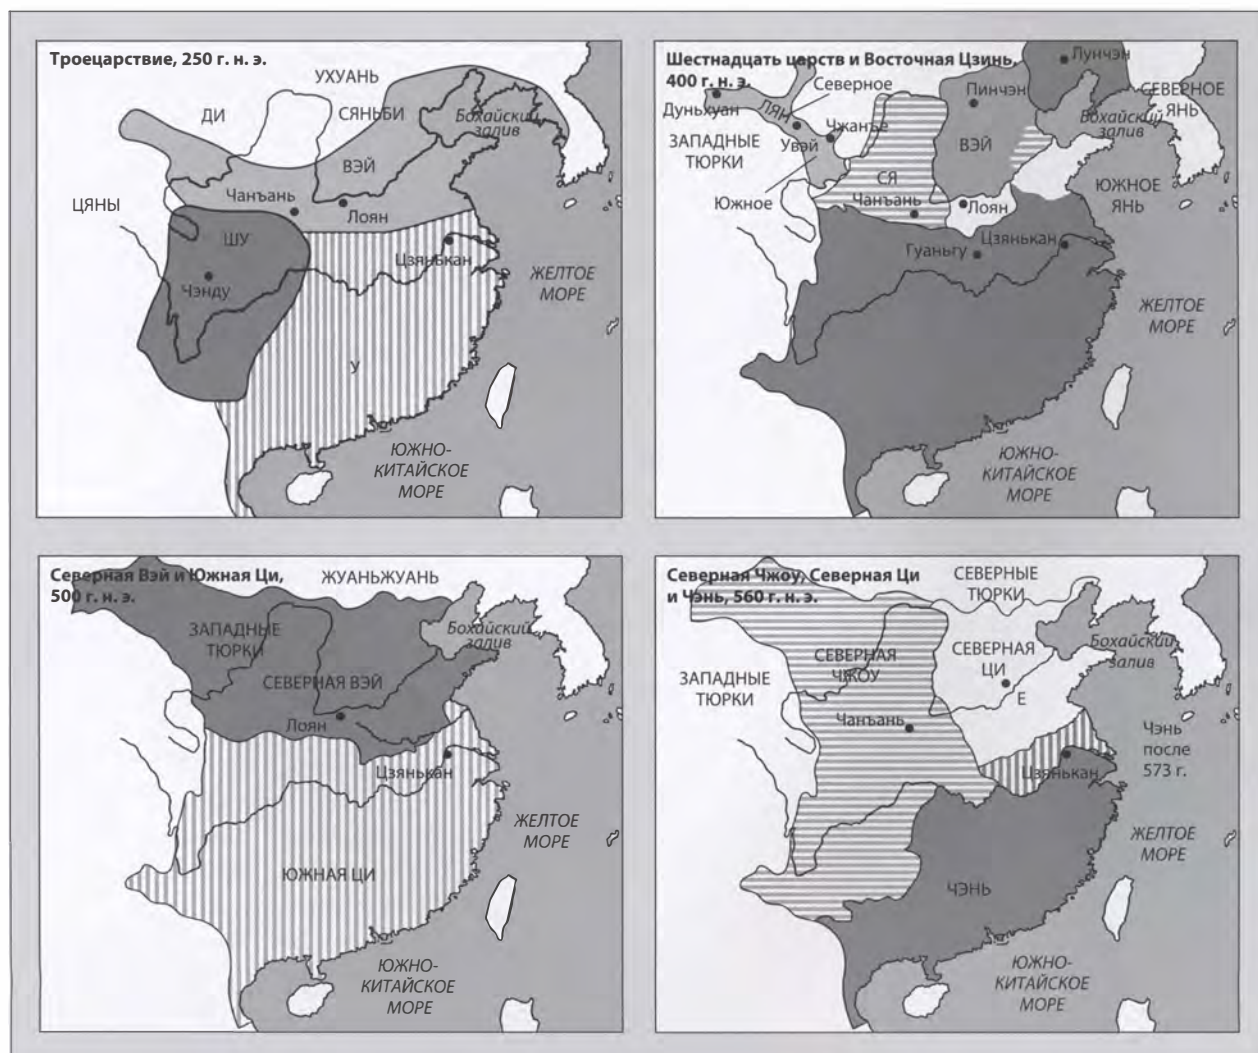 Троецарствие, 250 г. н. э.
УХУАНЬ
ДИ
СЯНЬБИ
Бохайский
залив
ВЭЙ
ЦЯНЫ
Чанъань
Лоян
ШУ
Цзянькан
Чэнду
ЖЕЛТОЕ
МОРЕ
У
ЮЖНО-
КИТАЙСКОЕ
МОРЕ
Шестнадцать царств и Восточная Цзинь,
400 г. н. э.
Лунчэн
Северное
Пинчэн
СЕВЕРНОЕ
ЯНЬ
Дуньхуан
ЛЯН
Бохайский
залив
Чжанъе
ЗАПАДНЫЕ
ТЮРКИ
Увэй
ВЭЙ
СЯ
Южное
Чанъань
Лоян
ЮЖНОЕ
ЯНЬ
Гуаньгу
Цзянькан
ЖЕЛТОЕ
МОРЕ
ЮЖНО-
КИТАЙСКОЕ
МОРЕ
Северная Вэй и Южная Ци,
500 г. н. э.
ЖУАНЬЖУАНЬ
ЗАПАДНЫЕ
ТЮРКИ
Бохайский
залив
СЕВЕРНАЯ ВЭЙ
Лоян
Цзянькан
ЖЕЛТОЕ
МОРЕ
ЮЖНАЯ ЦИ
ЮЖНО-
КИТАЙСКОЕ
МОРЕ
Северная Чжоу, Северная Ци
и Чэнь, 560 г. н. э.
СЕВЕРНЫЕ
ТЮРКИ
Бохайский
залив
СЕВЕРНАЯ
ЧЖОУ
СЕВЕРНАЯ
ЦИ
Е
ЗАПАДНЫЕ
ТЮРКИ
Чанъань
Чэнь
после
573 г.
Цзянькан
ЖЕЛТОЕ
МОРЕ
ЧЭНЬ
ЮЖНО-
КИТАЙСКОЕ
МОРЕ